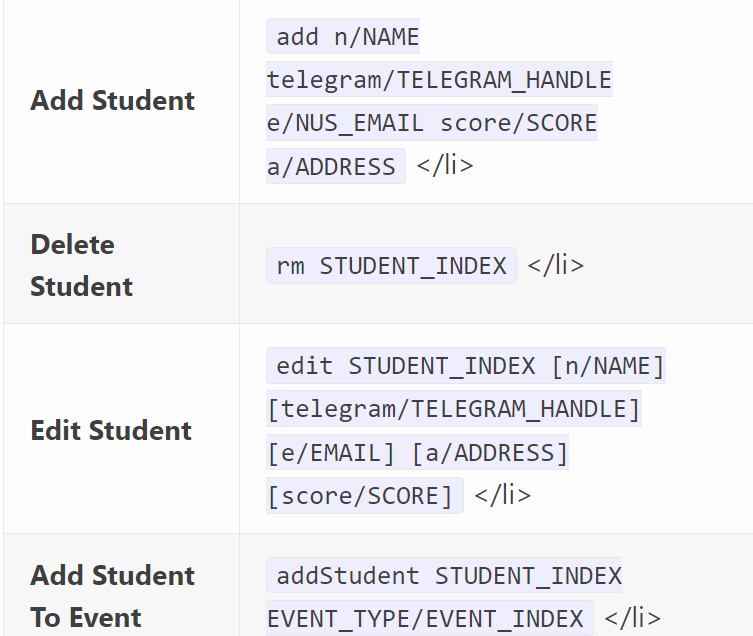 Add Student
add n/NAME
telegram/TELEGRAM_HANDLE
e/NUS_EMAIL score/SCORE
a/ADDRESS </li>
Delete
Student
rm STUDENT_INDEX </li>
Edit Student
edit STUDENT_INDEX [n/NAME]
[telegram/TELEGRAM_HANDLE]
[e/EMAIL] [a/ADDRESS]
[score/SCORE] </li>
Add Student
To Event
addStudent STUDENT_INDEX
EVENT_TYPE/EVENT_INDEX </li>